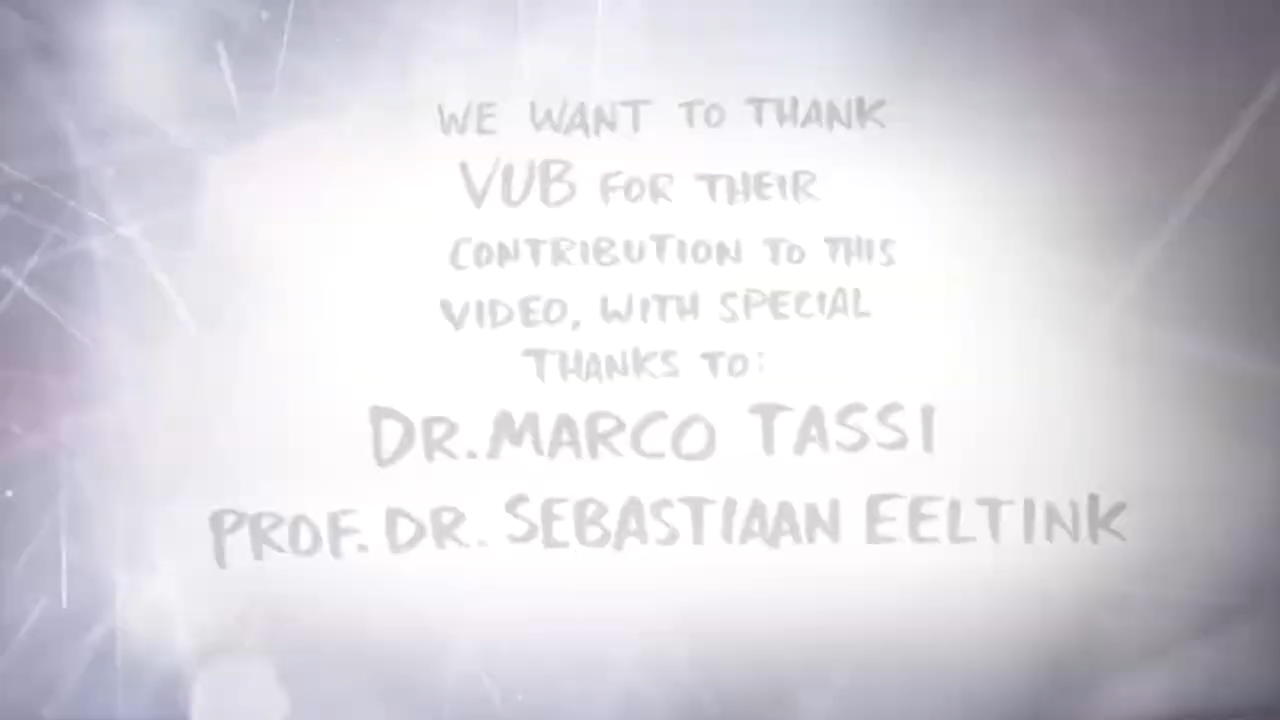 WE WANT TO THANK
VUB FOR THEIR
CONTRIBUTION TO THIS
VIDEO, WITH SPECIAL
THANKS TO:
DR. MARCO TASSI
PROF. DR. SEBASTIAAN EELTINK